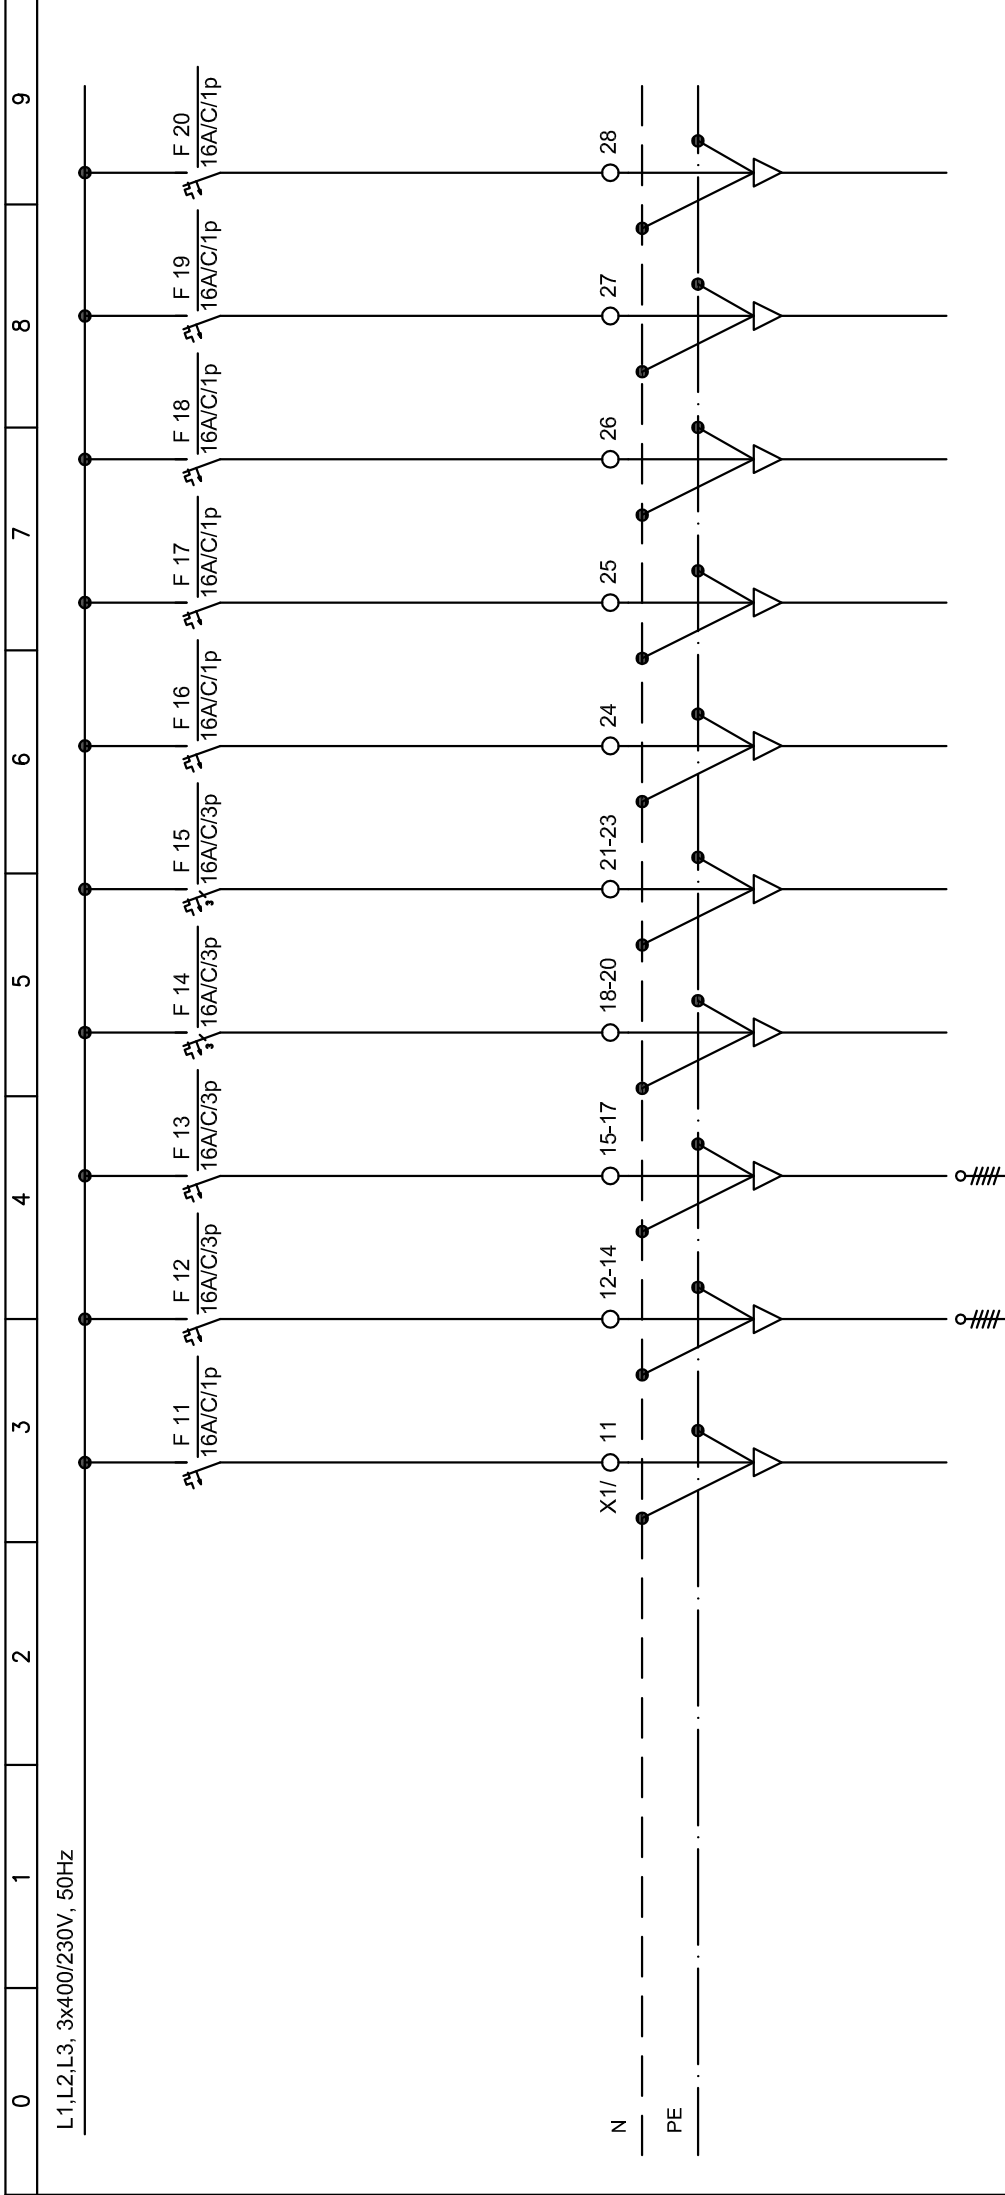 0 1 2 3 4 5 6 7 8 9
L1,L2,L3, 3x400/230V, 50Hz
F 11 F 12 F 13 F 14 F 15 F 16 F 17 F 18 F 19 F 20
16A/C/1p 16A/C/3p 16A/C/3p 16A/C/3p 16A/C/3p 16A/C/1p 16A/C/1p 16A/C/1p 16A/C/1p 16A/C/1p
3 3
X1/ 11 12-14 15-17 18-20 21-23 24 25 26 27 28
N
PE